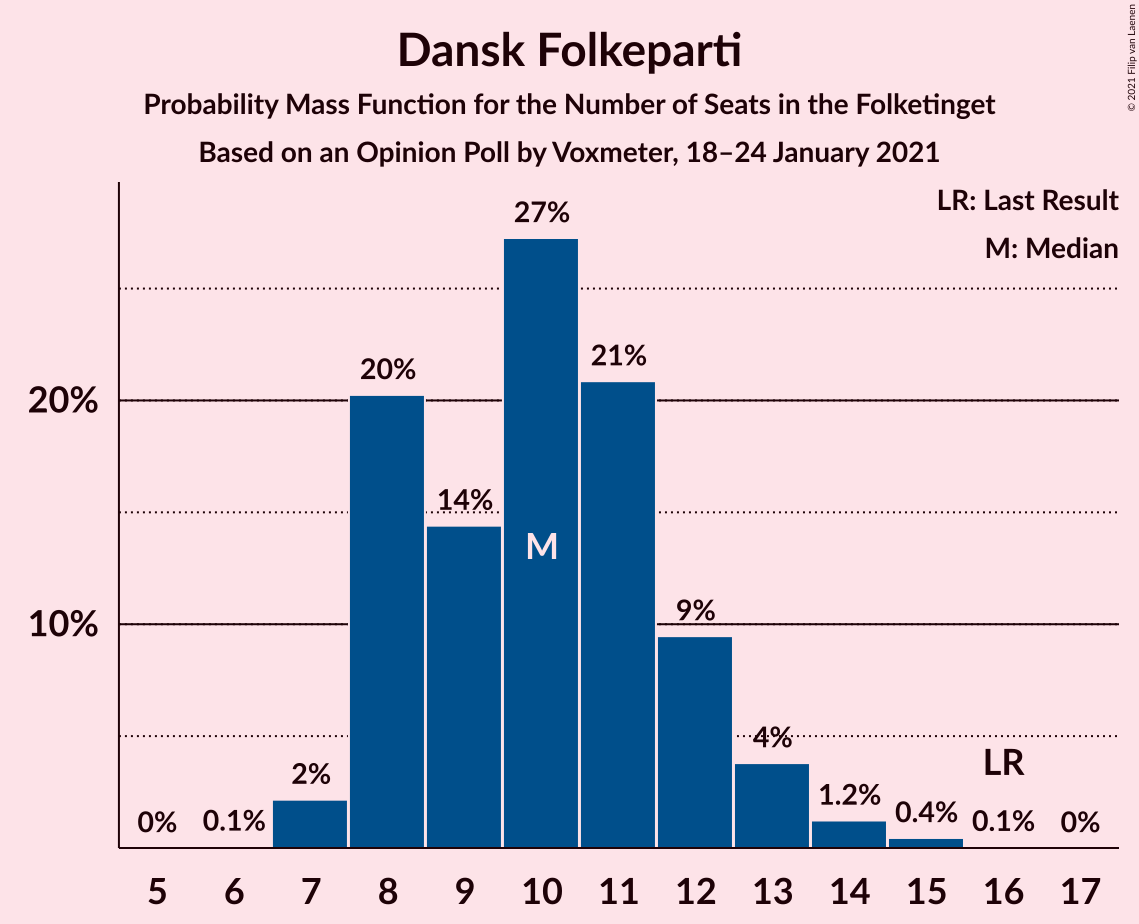 Dansk Folkeparti
Probability Mass Function for the Number of Seats in the Folketinget
Based on an Opinion Poll by Voxmeter, 18–24 January 2021
© 2021 Filip van Laenen
LR: Last Result
M: Median
27%
21%
20%
20%
14%
M
10%
9%
4%
LR
2%
1.2%
0.4%
0% 0.1% 0.1% 0%
5 6 7 8 9 10 11 12 13 14 15 16 17